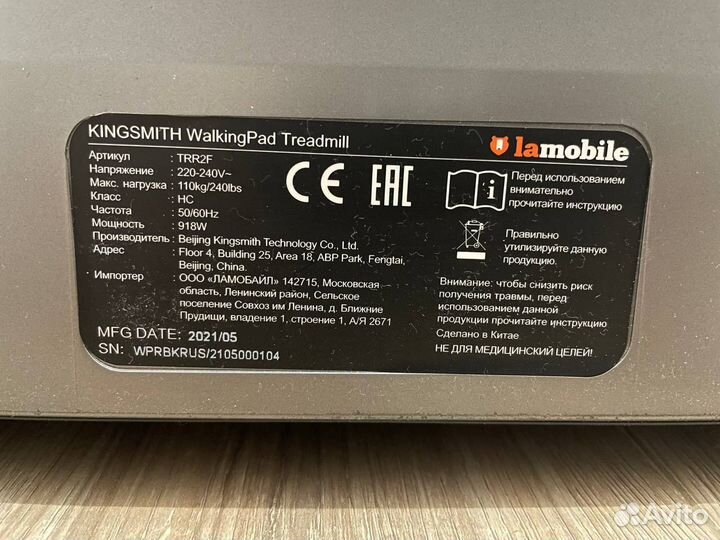 KINGSMITH WalkingPad Treadmill
lamobile
Артикул : TRR2F
Напряжение : 220-240V~
Макс. нагрузка : 110kg/240lbs
Класс : HC
Частота : 50/60Hz
Мощность : 918W
Производитель : Beijing Kingsmith Technology Co., Ltd.
Адрес : Floor 4, Building 25, Area 18, ABP Park, Fengtai,
Beijing, China.
Импортер : ООО «ЛАМОБАЙЛ» 142715, Московская
область, Ленинский район, Сельское
поселение Совхоз им Ленина, д. Ближние
Прудищи, владение 1, строение 1, А/Я 2671
MFG DATE: 2021/05
SN: WPRBKRUS/2105000104
CE EAC
i
Перед использованием
внимательно
прочитайте инструкцию
Правильно
утилизируйте данную
продукцию.
Внимание: чтобы снизить риск
получения травмы, перед
использованием данной
продукции прочитайте инструкцию
Сделано в Китае
НЕ ДЛЯ МЕДИЦИНСКИЙ ЦЕЛЕЙ!
Avito